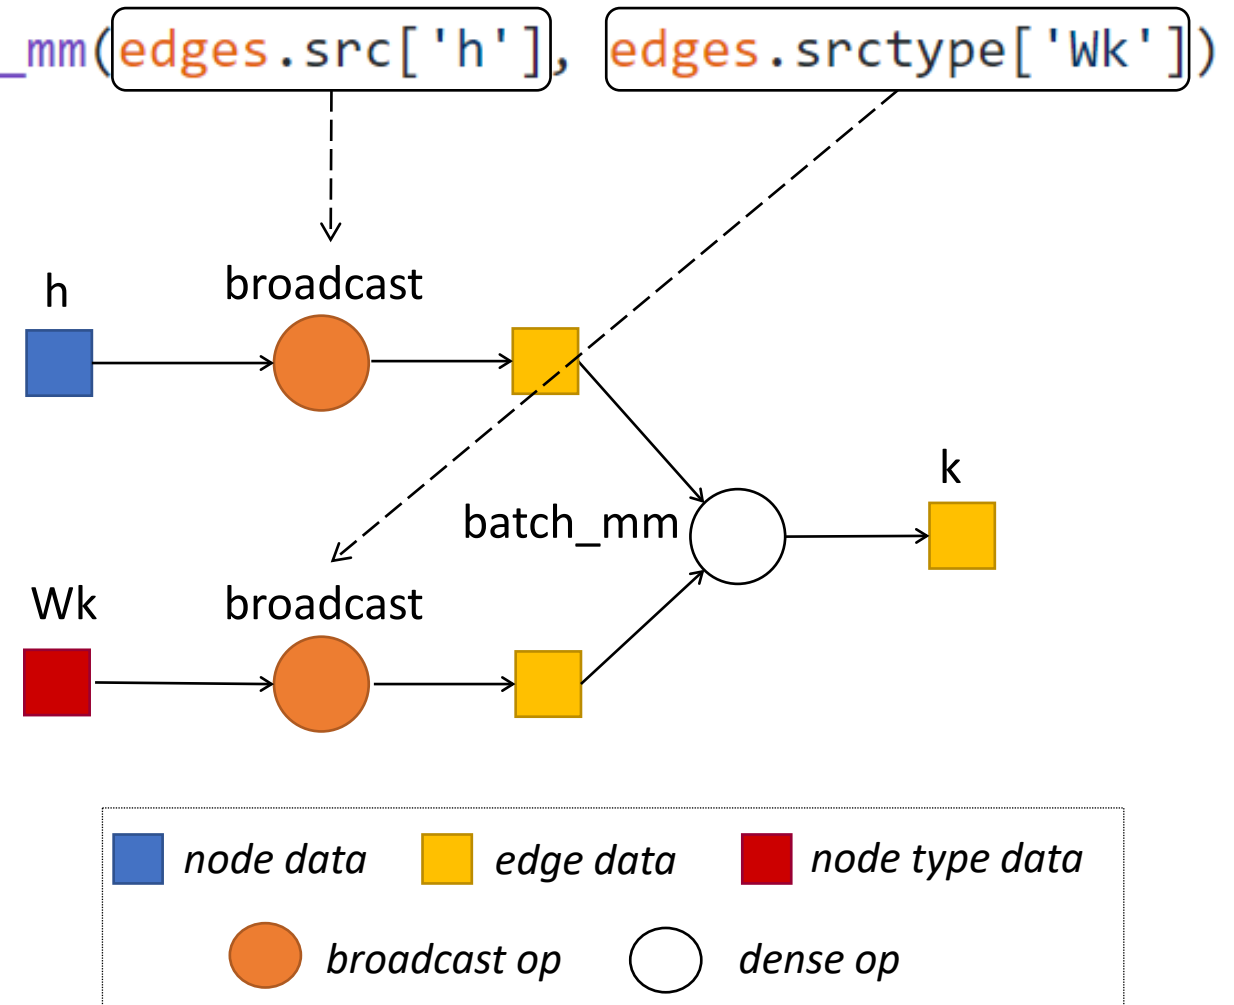 _mm(edges.src['h'], edges.srctype['Wk'])
h
broadcast
k
batch_mm
Wk
broadcast
node data
edge data
node type data
broadcast op
dense op